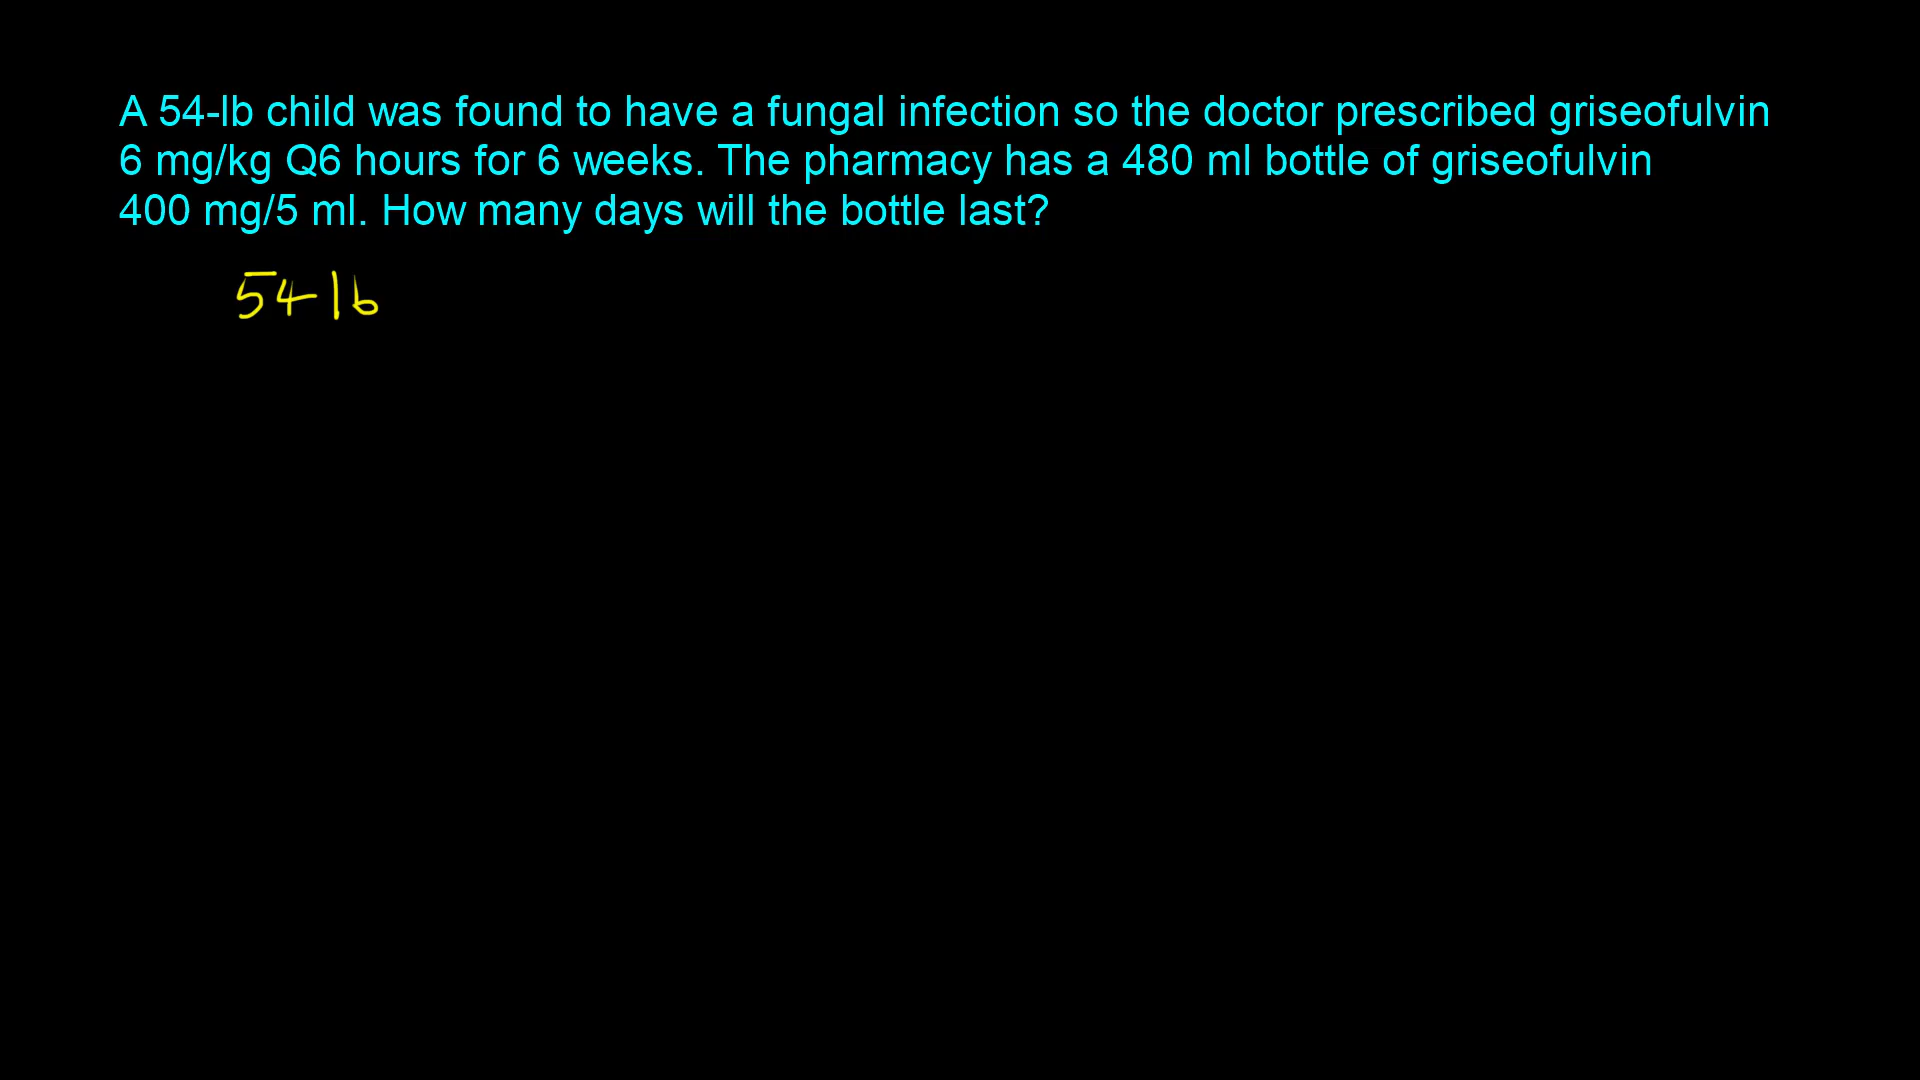 A 54-lb child was found to have a fungal infection so the doctor prescribed griseofulvin
6 mg/kg Q6 hours for 6 weeks. The pharmacy has a 480 ml bottle of griseofulvin
400 mg/5 ml. How many days will the bottle last?
54 lb